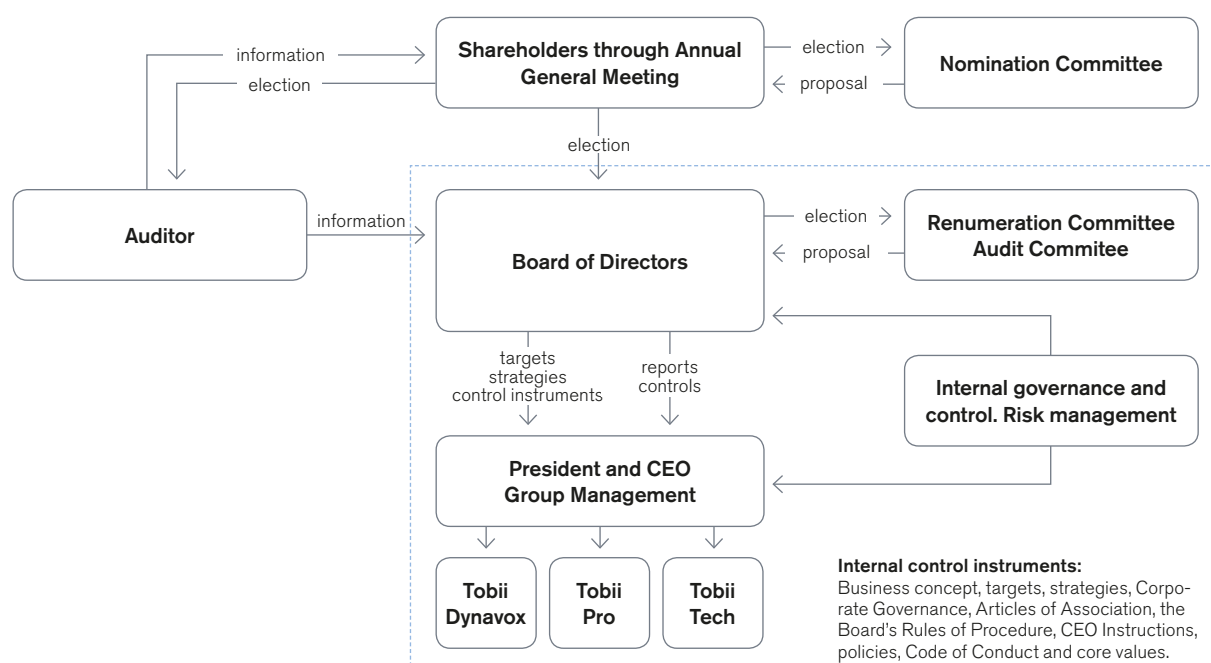 Shareholders through Annual
General Meeting
election
proposal
Nomination Committee
information
election
election
Auditor
information
Board of Directors
election
proposal
Renumeration Committee
Audit Commitee
targets
strategies
control instruments
reports
controls
Internal governance and
control. Risk management
President and CEO
Group Management
Tobii
Dynavox
Tobii
Pro
Tobii
Tech
Internal control instruments:
Business concept, targets, strategies, Corpo-
rate Governance, Articles of Association, the
Board's Rules of Procedure, CEO Instructions,
policies, Code of Conduct and core values.